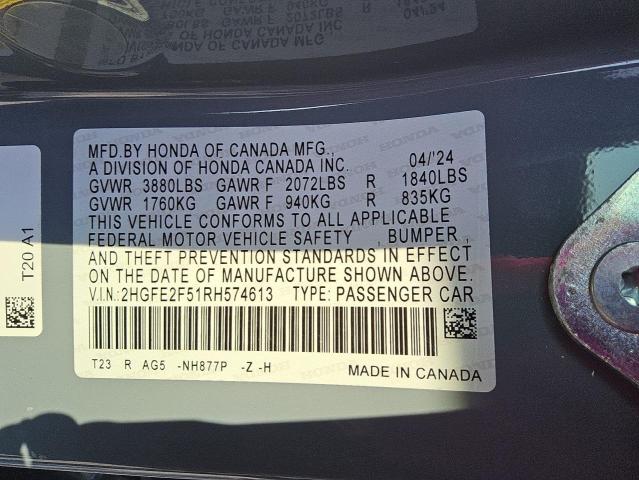 MFD.BY HONDA OF CANADA MFG.,
A DIVISION OF HONDA CANADA INC. 04/'24
GVWR 3880LBS GAWR F 2072LBS R 1840LBS
GVWR 1760KG GAWR F 940KG R 835KG
THIS VEHICLE CONFORMS TO ALL APPLICABLE
FEDERAL MOTOR VEHICLE SAFETY , BUMPER ,
AND THEFT PREVENTION STANDARDS IN EFFECT
ON THE DATE OF MANUFACTURE SHOWN ABOVE.
V.I.N.: 2HGFE2F51RH574613 TYPE: PASSENGER CAR
T23 R AG5 -NH877P -Z -H MADE IN CANADA
T20 A1